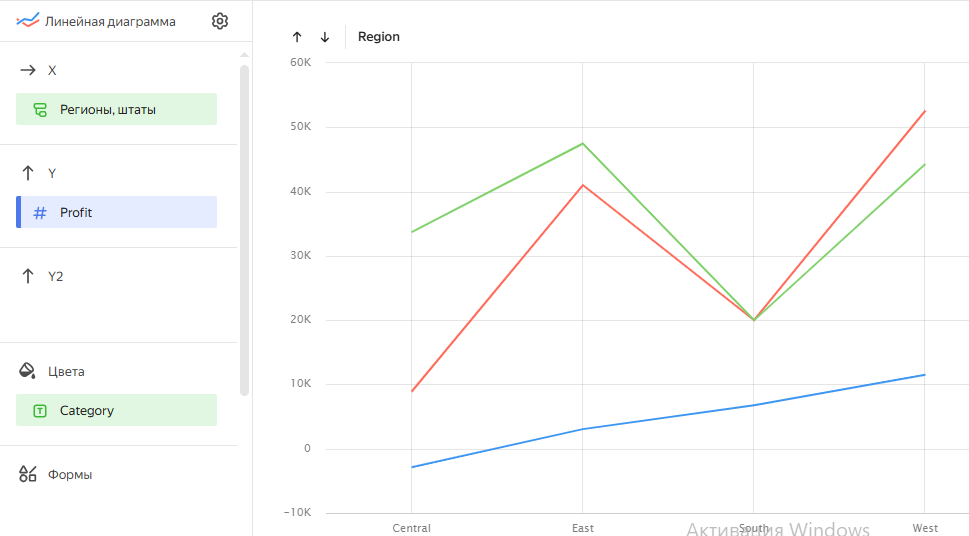 Линейная диаграмма
X
Регионы, штаты
Y
Profit
Y2
Цвета
Category
Формы
Region
60K
50K
40K
30K
20K
10K
0
−10K
Central East South West
Активация Windows